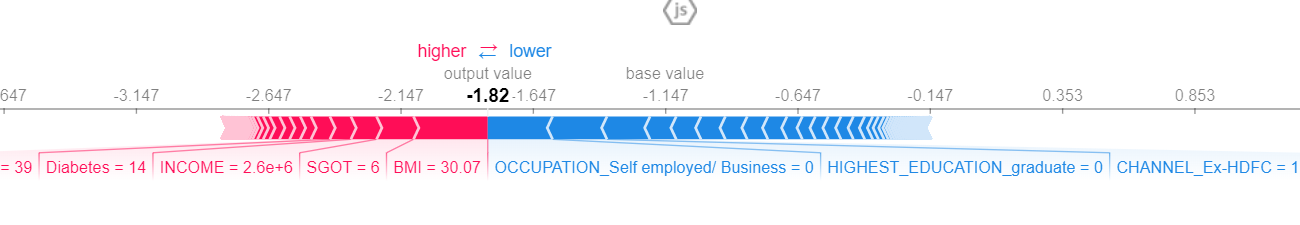 js
higher ⇄ lower
output value base value
647 -3.147 -2.647 -2.147 -1.82 -1.647 -1.147 -0.647 -0.147 0.353 0.853
= 39 Diabetes = 14 INCOME = 2.6e+6 SGOT = 6 BMI = 30.07 OCCUPATION_Self employed/ Business = 0 HIGHEST_EDUCATION_graduate = 0 CHANNEL_Ex-HDFC = 1